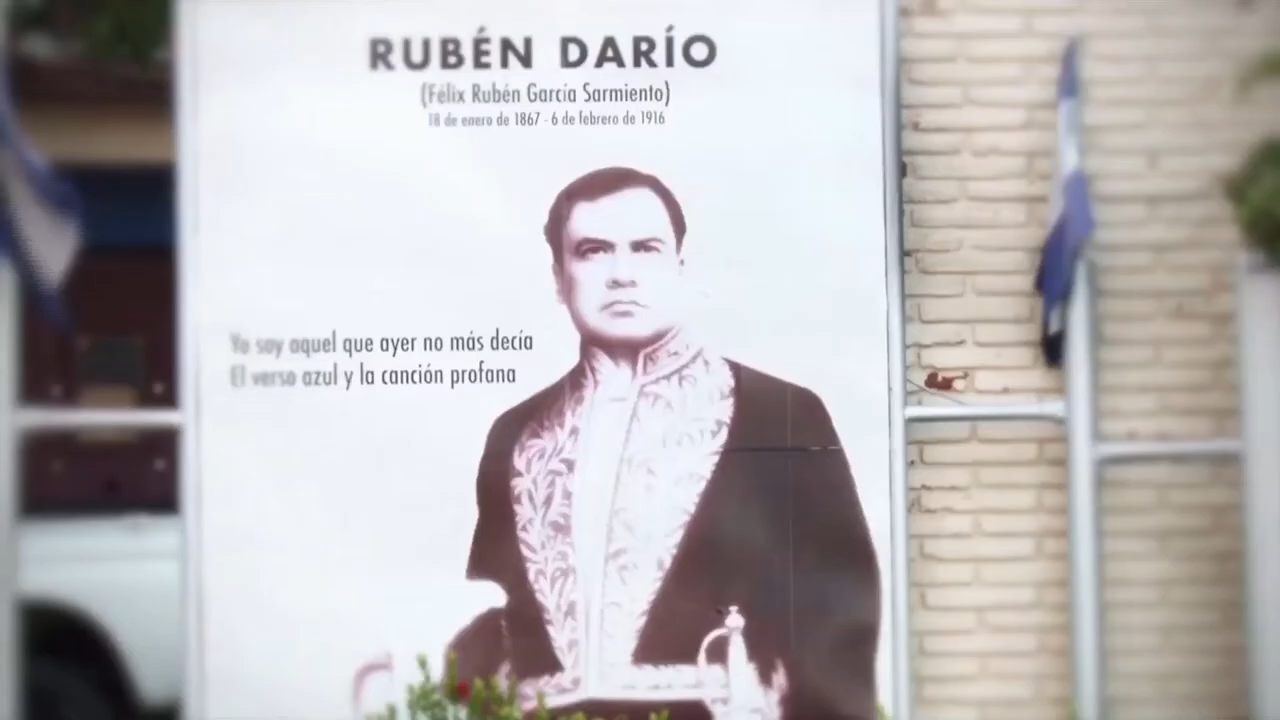 RUBÉN DARÍO
(Félix Rubén García Sarmiento)
18 de enero de 1867 - 6 de febrero de 1916
Yo soy aquel que ayer no más decía
El verso azul y la canción profana